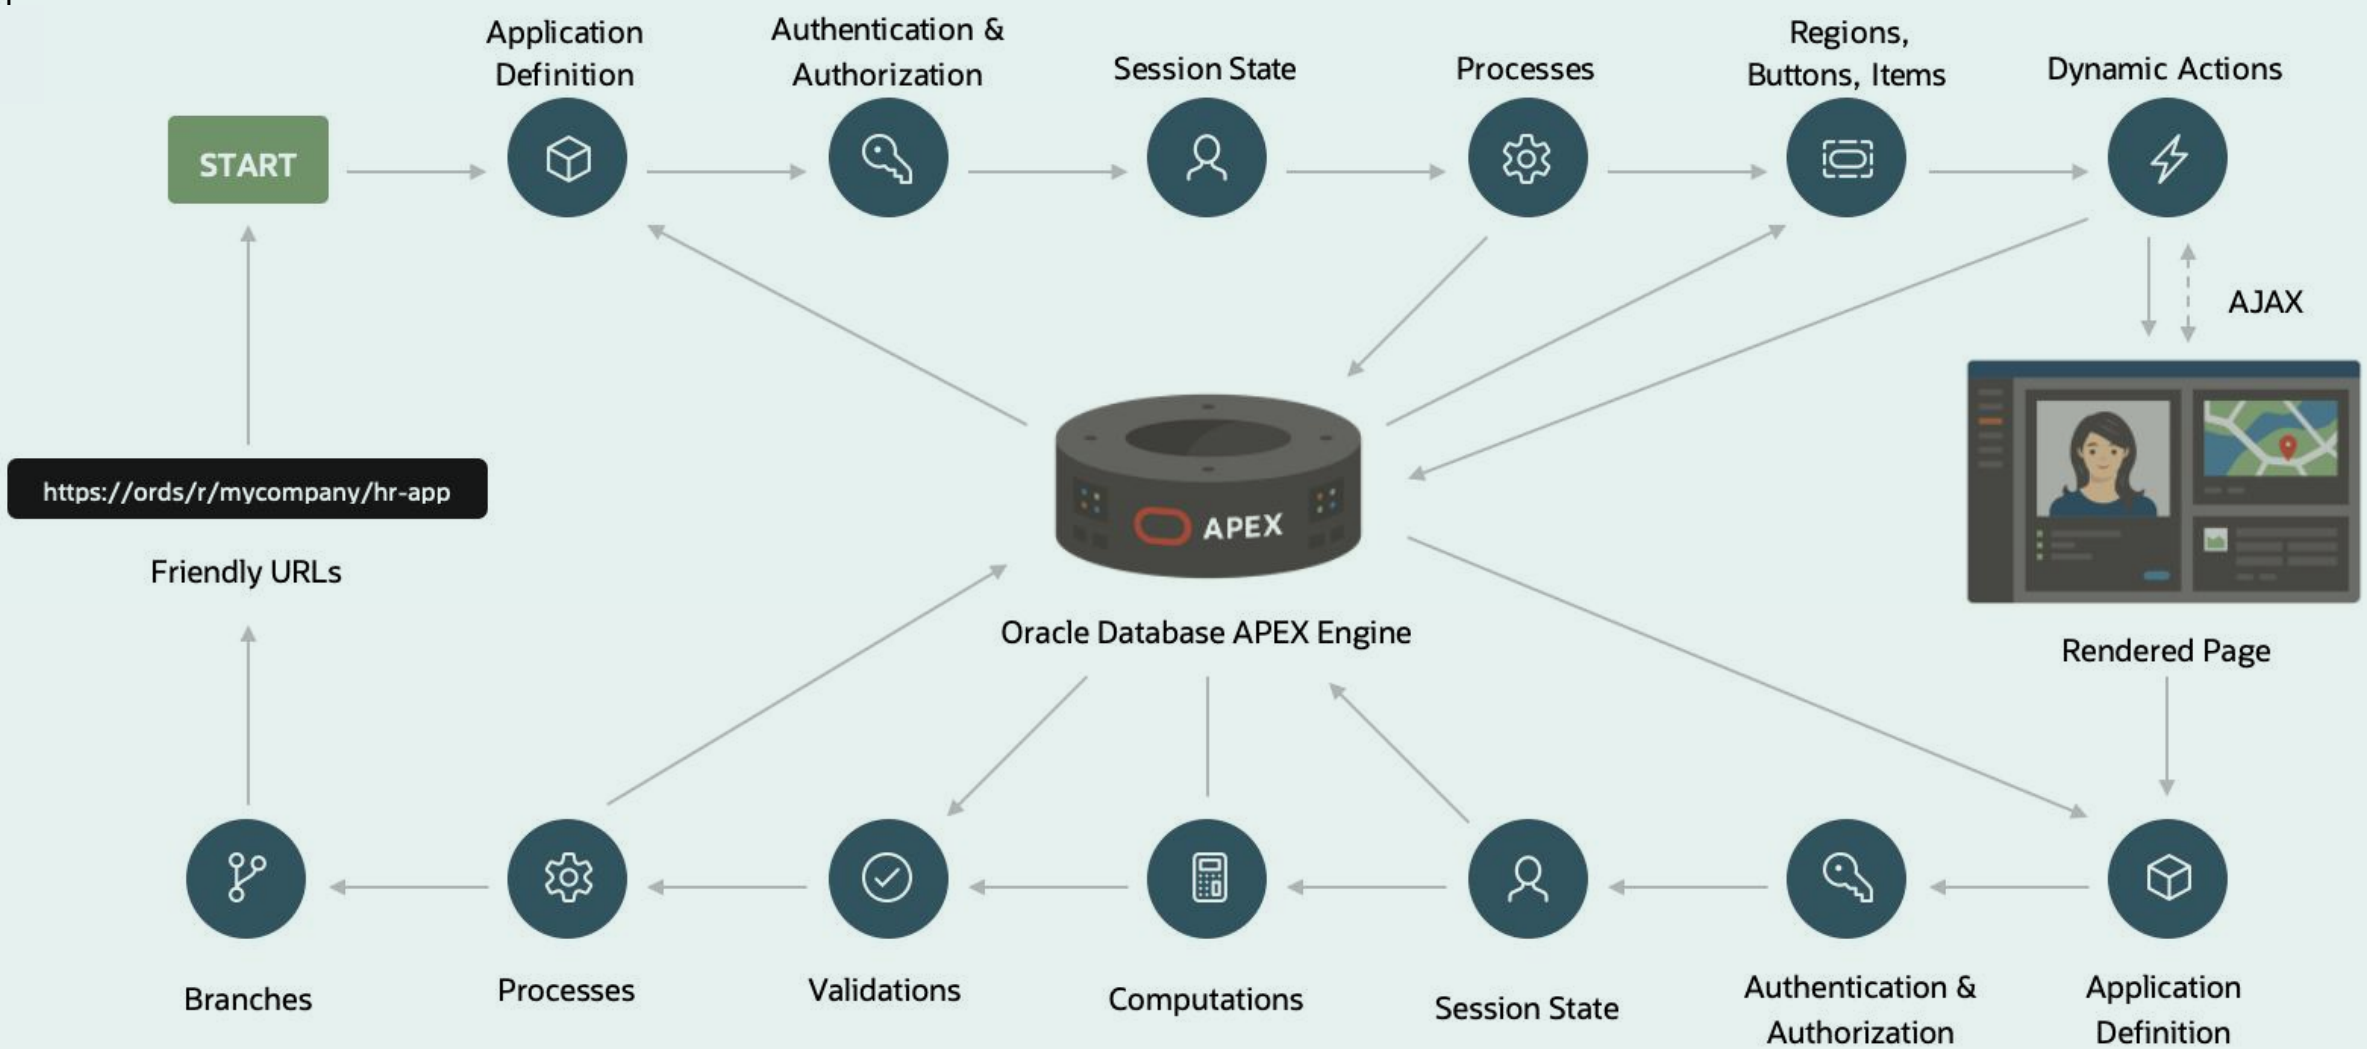 Application
Definition
Authentication &
Authorization
Session State
Processes
Regions,
Buttons, Items
Dynamic Actions
START
AJAX
https://ords/r/mycompany/hr-app
Friendly URLs
APEX
Oracle Database APEX Engine
Rendered Page
Branches
Processes
Validations
Computations
Session State
Authentication &
Authorization
Application
Definition